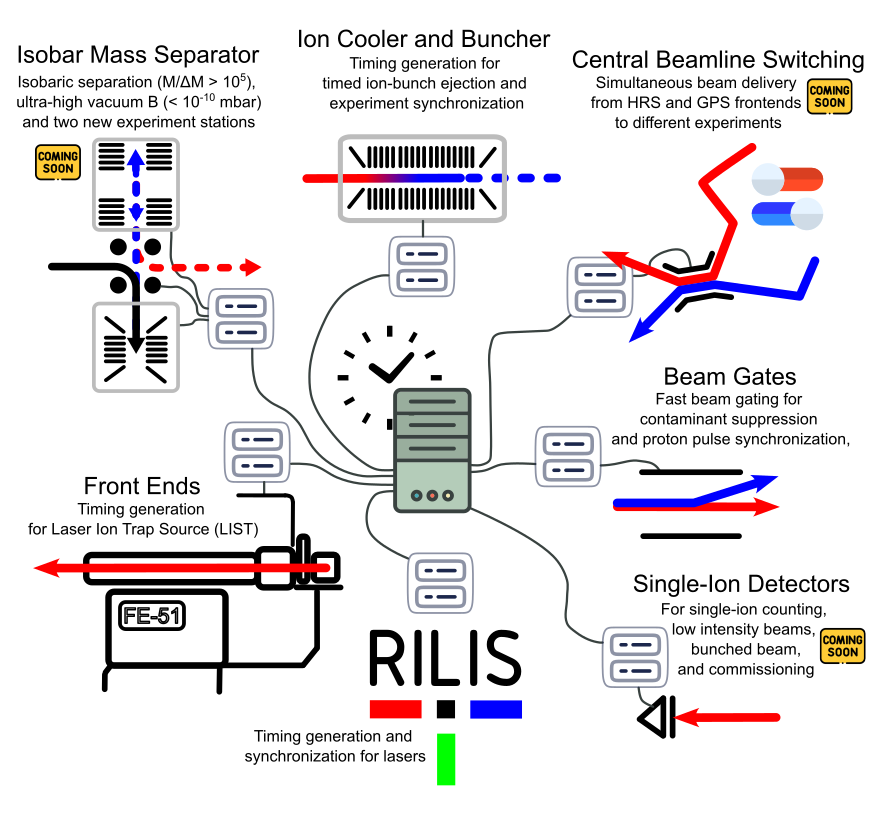 Isobar Mass Separator
Isobaric separation (M/ΔM > 10⁵),
ultra-high vacuum B (< 10⁻¹⁰ mbar)
and two new experiment stations
COMING
SOON
Ion Cooler and Buncher
Timing generation for
timed ion-bunch ejection and
experiment synchronization
Central Beamline Switching
Simultaneous beam delivery
from HRS and GPS frontends
to different experiments
COMING
SOON
Beam Gates
Fast beam gating for
contaminant suppression
and proton pulse synchronization,
Front Ends
Timing generation
for Laser Ion Trap Source (LIST)
FE-51
Single-Ion Detectors
For single-ion counting,
low intensity beams,
bunched beam,
and commissioning
COMING
SOON
RILIS
Timing generation and
synchronization for lasers